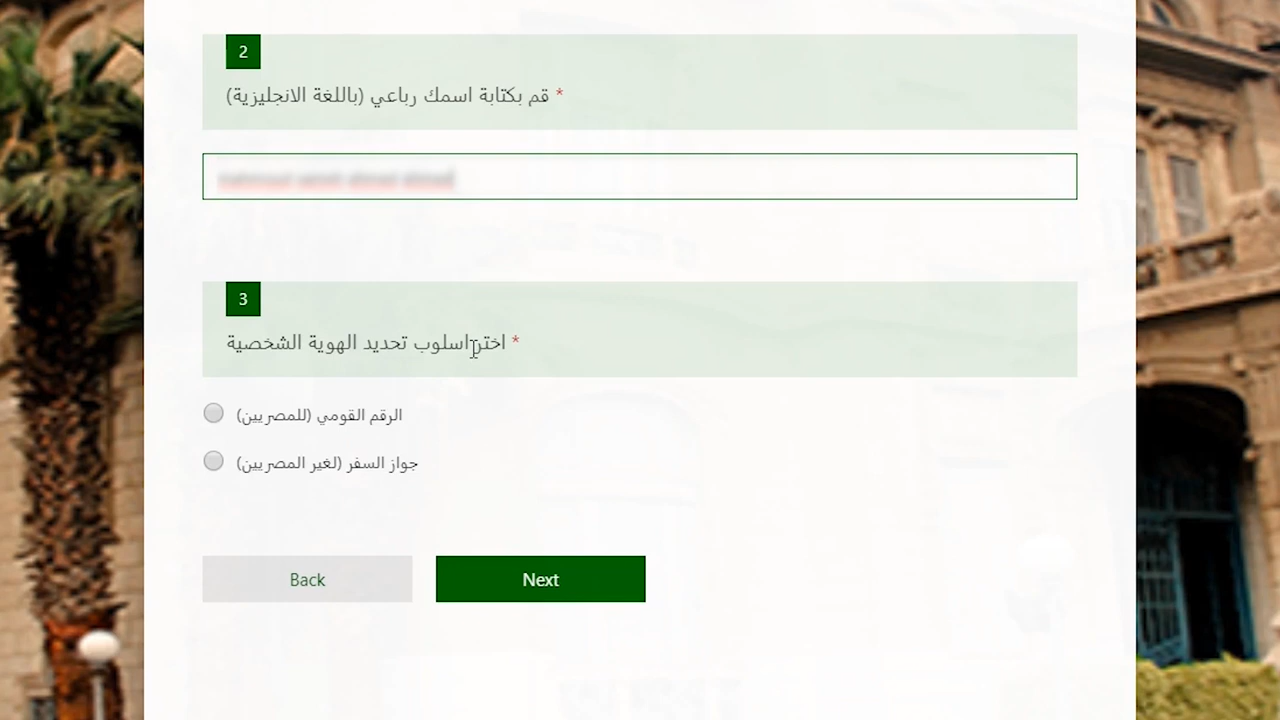 2
قم بكتابة اسمك رباعي (باللغة الانجليزية) *
3
اختر اسلوب تحديد الهوية الشخصية *
الرقم القومي (للمصريين)
جواز السفر (لغير المصريين)
Back
Next